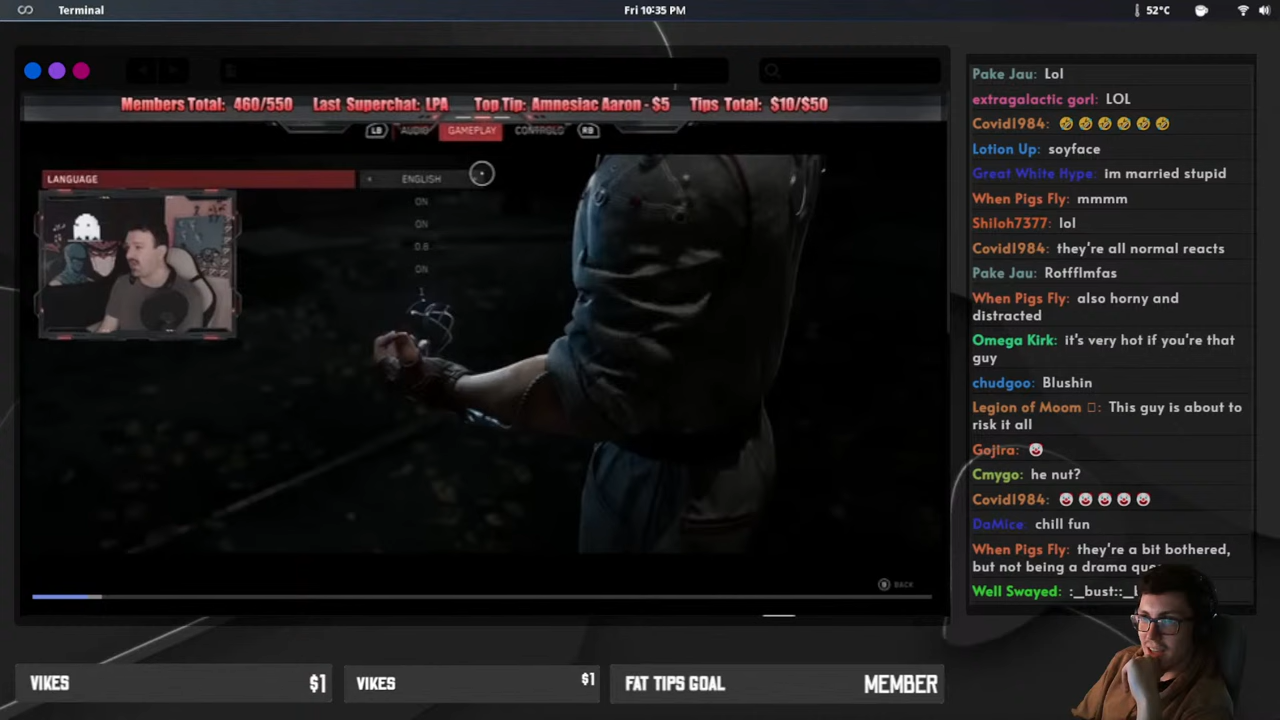 Terminal
Fri 10:35 PM
52°C
Members Total: 460/550 Last Superchat: LPA Top Tip: Amnesiac Aaron - $5 Tips Total: $10/$50
LB AUDIO GAMEPLAY CONTROLS RB
LANGUAGE ENGLISH
ON
ON
0.8
ON
BACK
Pake Jau: Lol
extragalactic gorl: LOL
Covid1984: 🤣🤣🤣🤣🤣🤣
Lotion Up: soyface
Great White Hype: im married stupid
When Pigs Fly: mmmm
Shiloh7377: lol
Covid1984: they're all normal reacts
Pake Jau: Rotfflmfas
When Pigs Fly: also horny and
distracted
Omega Kirk: it's very hot if you're that
guy
chudgoo: Blushin
Legion of Moom : This guy is about to
risk it all
Gojira: 🤡
Cmygo: he nut?
Covid1984: 🤡🤡🤡🤡🤡
DaMice: chill fun
When Pigs Fly: they're a bit bothered,
but not being a drama
Well Swayed: :_bust::_
VIKES $1
VIKES $1
FAT TIPS GOAL MEMBER